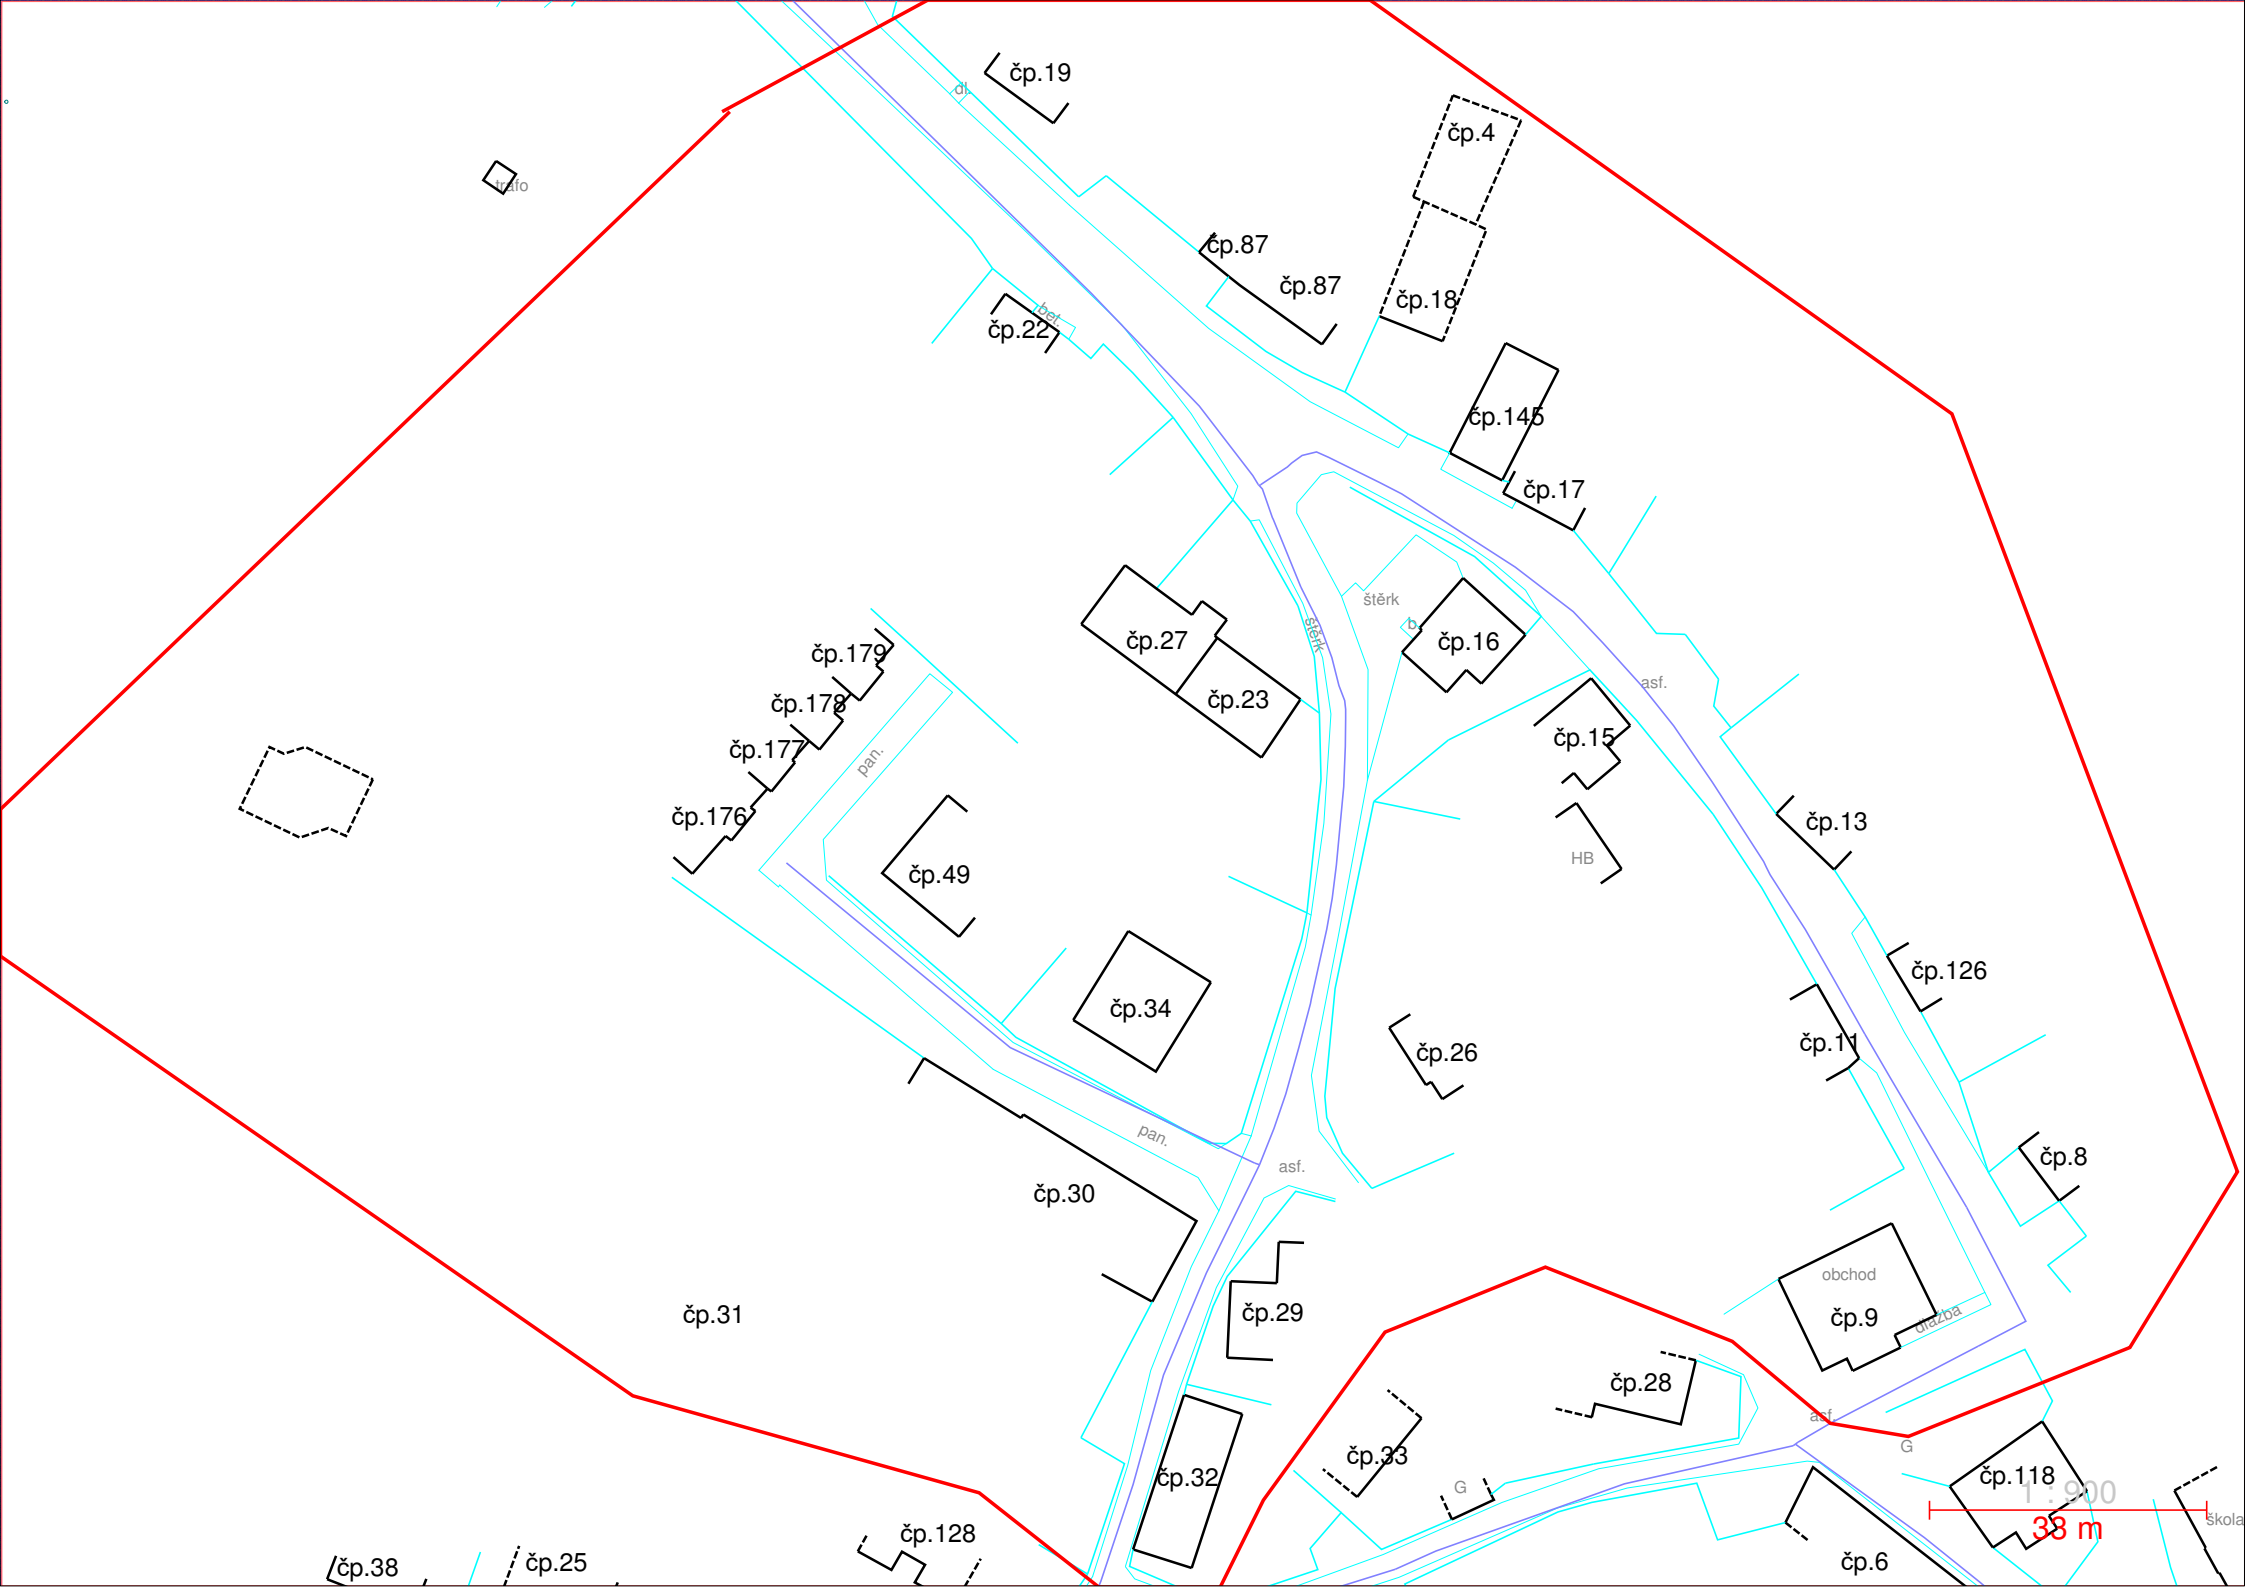 čp.19
dl.
čp.4
trafo
čp.87
čp.87
čp.18
bet.
čp.22
čp.145
čp.17
štěrk
b.
štěrk
čp.27
čp.16
čp.179
asf.
čp.23
čp.178
čp.15
čp.177
pan.
čp.176
čp.13
HB
čp.49
čp.126
čp.34
čp.11
čp.26
pan.
čp.8
asf.
čp.30
obchod
čp.29
čp.31
čp.9
dlažba
čp.28
asf.
G
čp.33
čp.118
čp.32
G
1 : 900
33 m
škola
čp.128
čp.38
čp.25
čp.6